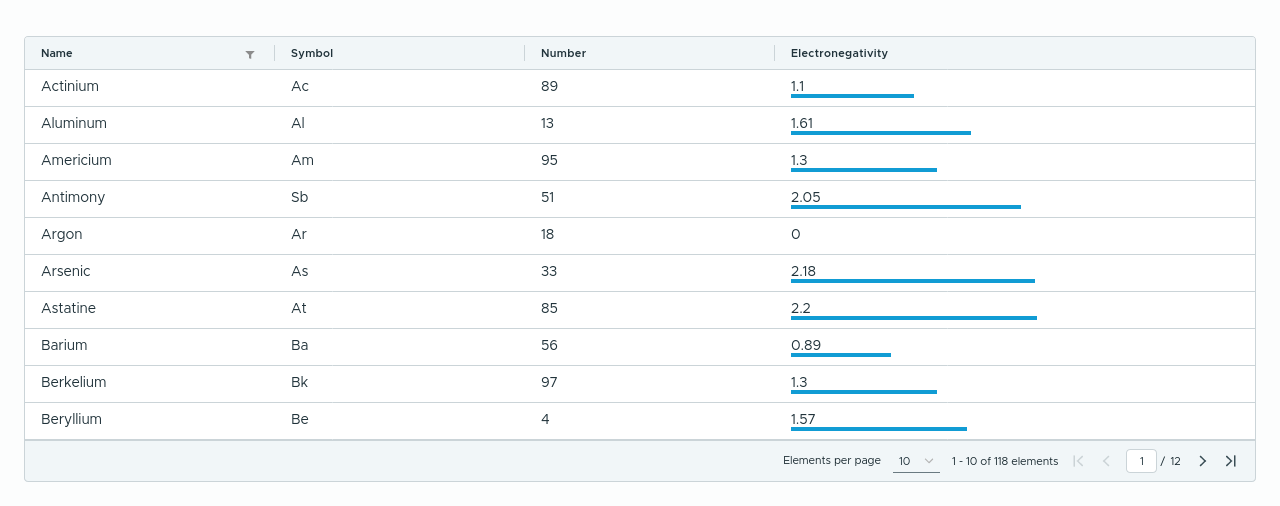 Name Symbol Number Electronegativity
Actinium Ac 89 1.1
Aluminum Al 13 1.61
Americium Am 95 1.3
Antimony Sb 51 2.05
Argon Ar 18 0
Arsenic As 33 2.18
Astatine At 85 2.2
Barium Ba 56 0.89
Berkelium Bk 97 1.3
Beryllium Be 4 1.57
Elements per page 10 1 - 10 of 118 elements 1 / 12